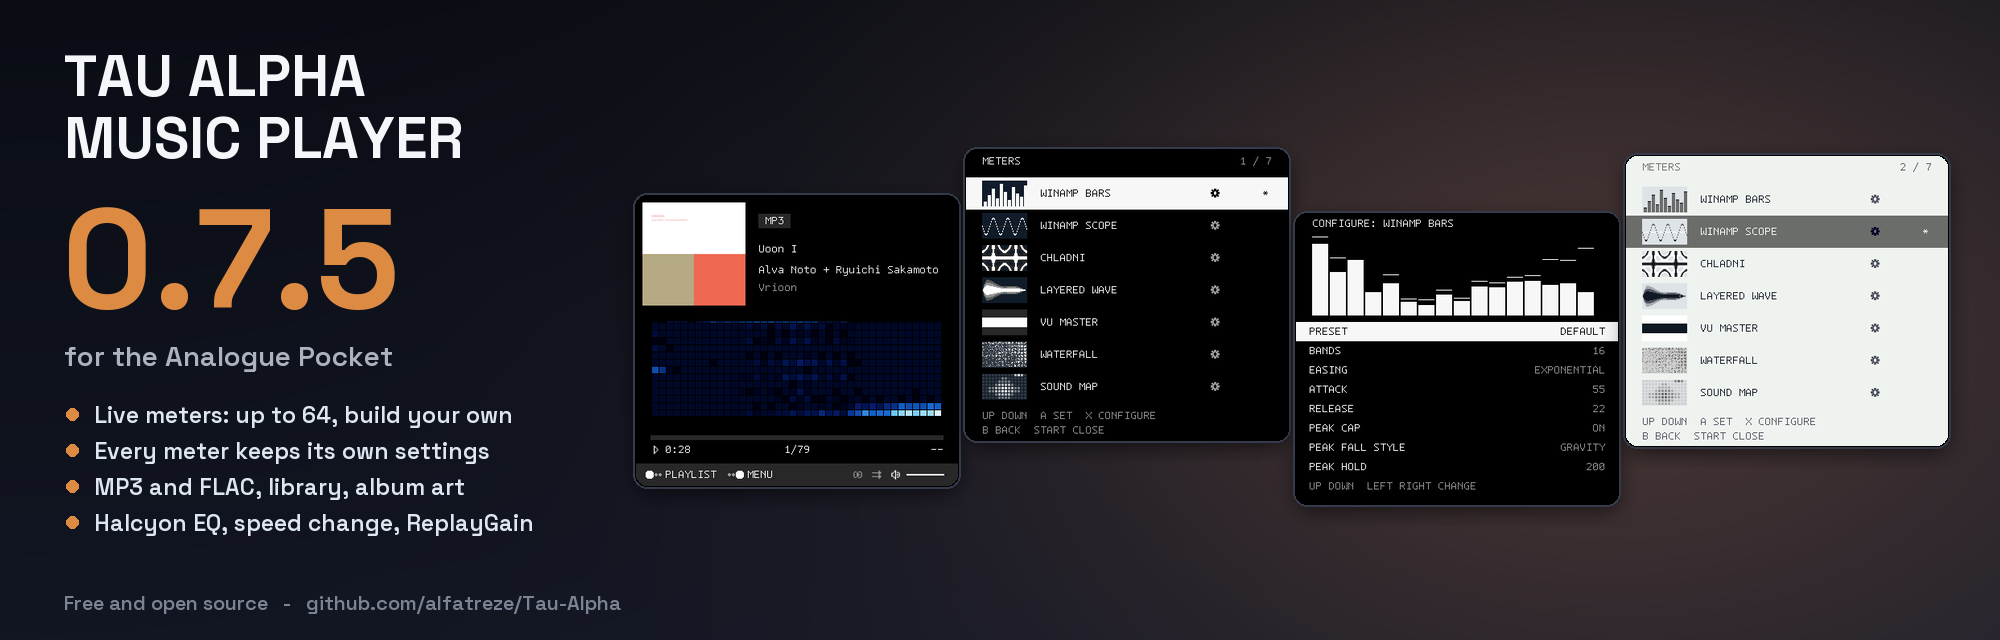 TAU ALPHA
MUSIC PLAYER
0.7.5
for the Analogue Pocket
Live meters: up to 64, build your own
Every meter keeps its own settings
MP3 and FLAC, library, album art
Halcyon EQ, speed change, ReplayGain
Free and open source - github.com/alfatreze/Tau-Alpha
MP3
Uoon I
Alva Noto + Ryuichi Sakamoto
Vrioon
0:28 1/79 --
PLAYLIST MENU
METERS 1 / 7
WINAMP BARS *
WINAMP SCOPE
CHLADNI
LAYERED WAVE
VU MASTER
WATERFALL
SOUND MAP
UP DOWN A SET X CONFIGURE
B BACK START CLOSE
CONFIGURE: WINAMP BARS
PRESET DEFAULT
BANDS 16
EASING EXPONENTIAL
ATTACK 55
RELEASE 22
PEAK CAP ON
PEAK FALL STYLE GRAVITY
PEAK HOLD 200
UP DOWN LEFT RIGHT CHANGE
METERS 2 / 7
WINAMP BARS
WINAMP SCOPE *
CHLADNI
LAYERED WAVE
VU MASTER
WATERFALL
SOUND MAP
UP DOWN A SET X CONFIGURE
B BACK START CLOSE